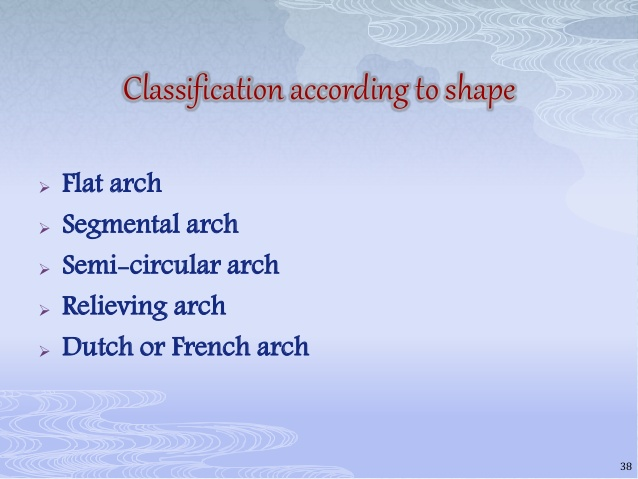 Classification according to shape
Flat arch
Segmental arch
Semi-circular arch
Relieving arch
Dutch or French arch
38